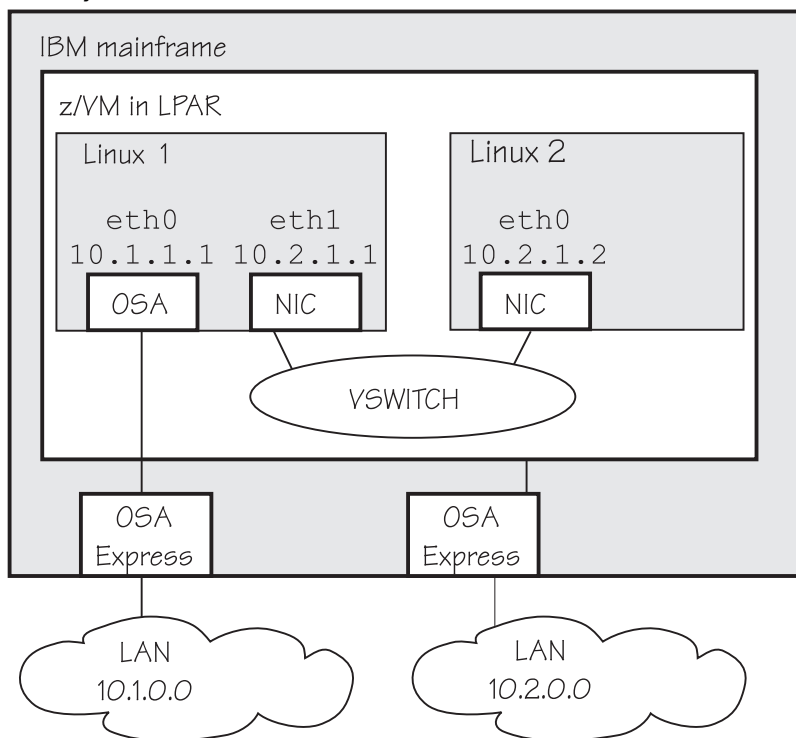 IBM mainframe
z/VM in LPAR
Linux 1
eth0 eth1
10.1.1.1 10.2.1.1
OSA NIC
Linux 2
eth0
10.2.1.2
NIC
VSWITCH
OSA
Express
OSA
Express
LAN
10.1.0.0
LAN
10.2.0.0